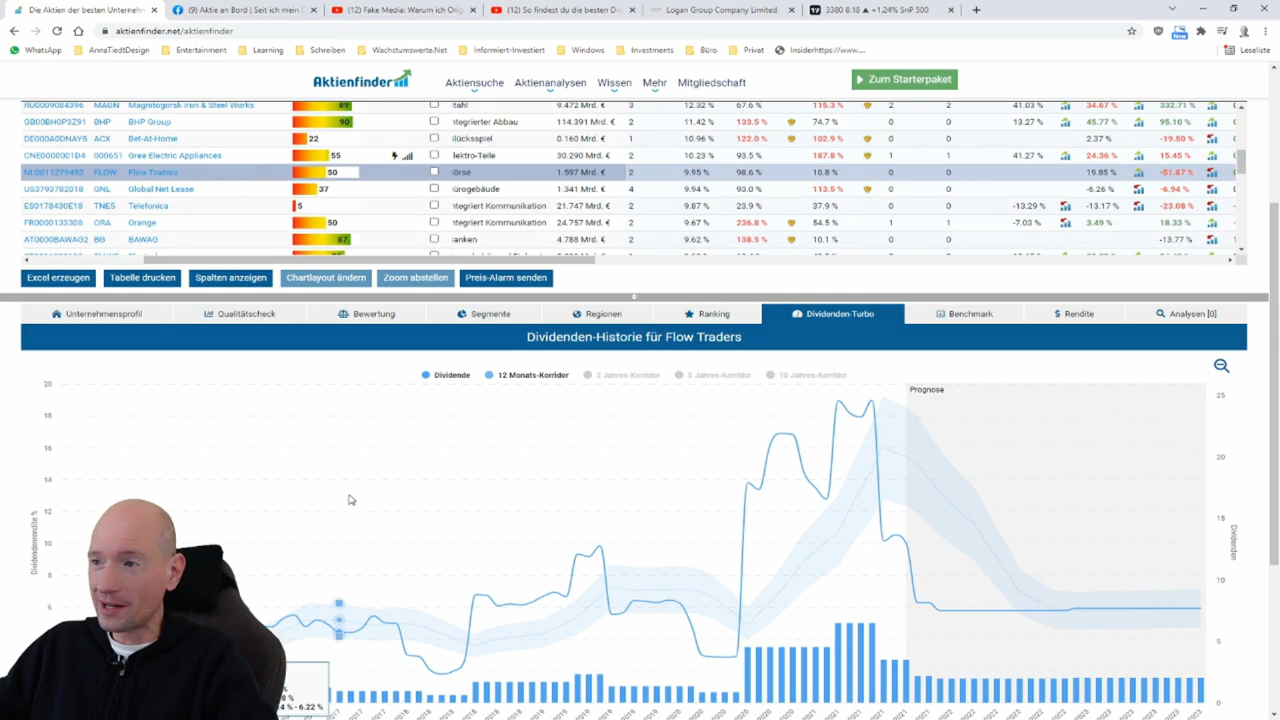 Die Aktien der besten Unternehm
(9) Aktie an Bord | Seit ich mein D
(12) Fake Media: Warum ich Orig
(12) So findest du die besten Di
Logan Group Company Limited
3380 8.18 ▲ +1.24% SnP 500
aktienfinder.net/aktienfinder
New
WhatsApp
AnnaTiedtDesign
Entertainment
Learning
Schreiben
Wachstumswerte.Net
Informiert-Investiert
Windows
Investments
Büro
Privat
Insiderhttps://www....
Leseliste
Aktienfinder
Aktiensuche
Aktienanalysen
Wissen
Mehr
Mitgliedschaft
Zum Starterpaket
RU0009084396 MAGN Magnitogorsk Iron & Steel Works 89 stahl 9.472 Mrd. € 3 12.32 % 67.6 % 115.3 % 2 2 41.03 % 34.67 % 332.71 %
GB00BH0P3Z91 BHP BHP Group 90 integrierter Abbau 114.391 Mrd. € 2 11.42 % 133.5 % 74.7 % 0 0 13.27 % 45.77 % 95.10 %
DE000A0DNAY5 ACX Bet-At-Home 22 lücksspiel 0.160 Mrd. € 1 10.96 % 122.0 % 102.9 % 0 0 2.37 % -19.50 %
CNE0000001D4 000651 Gree Electric Appliances 55 lektro-Teile 30.290 Mrd. € 2 10.23 % 93.5 % 187.8 % 1 1 41.27 % 24.36 % 15.45 %
NL0011279492 FLOW Flow Traders 50 örse 1.597 Mrd. € 2 9.95 % 98.6 % 10.8 % 0 0 19.85 % -51.87 %
US3793782018 GNL Global Net Lease 37 ürogebäude 1.341 Mrd. € 4 9.90 % 93.0 % 113.5 % 0 0 -6.26 % -6.94 %
ES0178430E18 TNE5 Telefonica 5 ntegriert Kommunikation 21.747 Mrd. € 2 9.87 % 23.9 % 37.9 % 0 0 -13.29 % -13.17 % -23.08 %
FR0000133308 ORA Orange 50 ntegriert Kommunikation 24.757 Mrd. € 2 9.67 % 236.8 % 54.5 % 1 0 -7.03 % 3.49 % 18.33 %
AT0000BAWAG2 BG BAWAG 87 anken 4.788 Mrd. € 2 9.62 % 138.5 % 10.1 % 0 0 -13.77 %
Excel erzeugen
Tabelle drucken
Spalten anzeigen
Chartlayout ändern
Zoom abstellen
Preis-Alarm senden
Unternehmensprofil
Qualitätscheck
Bewertung
Segmente
Regionen
Ranking
Dividenden-Turbo
Benchmark
$ Rendite
Analysen [0]
Dividenden-Historie für Flow Traders
Dividende
12 Monats-Korridor
2 Jahres-Korridor
5 Jahres-Korridor
10 Jahres-Korridor
Prognose
20
18
16
14
12
10
8
6
Dividendenrendite %
25
20
15
10
5
0
Dividenden
4 % - 6.22 %